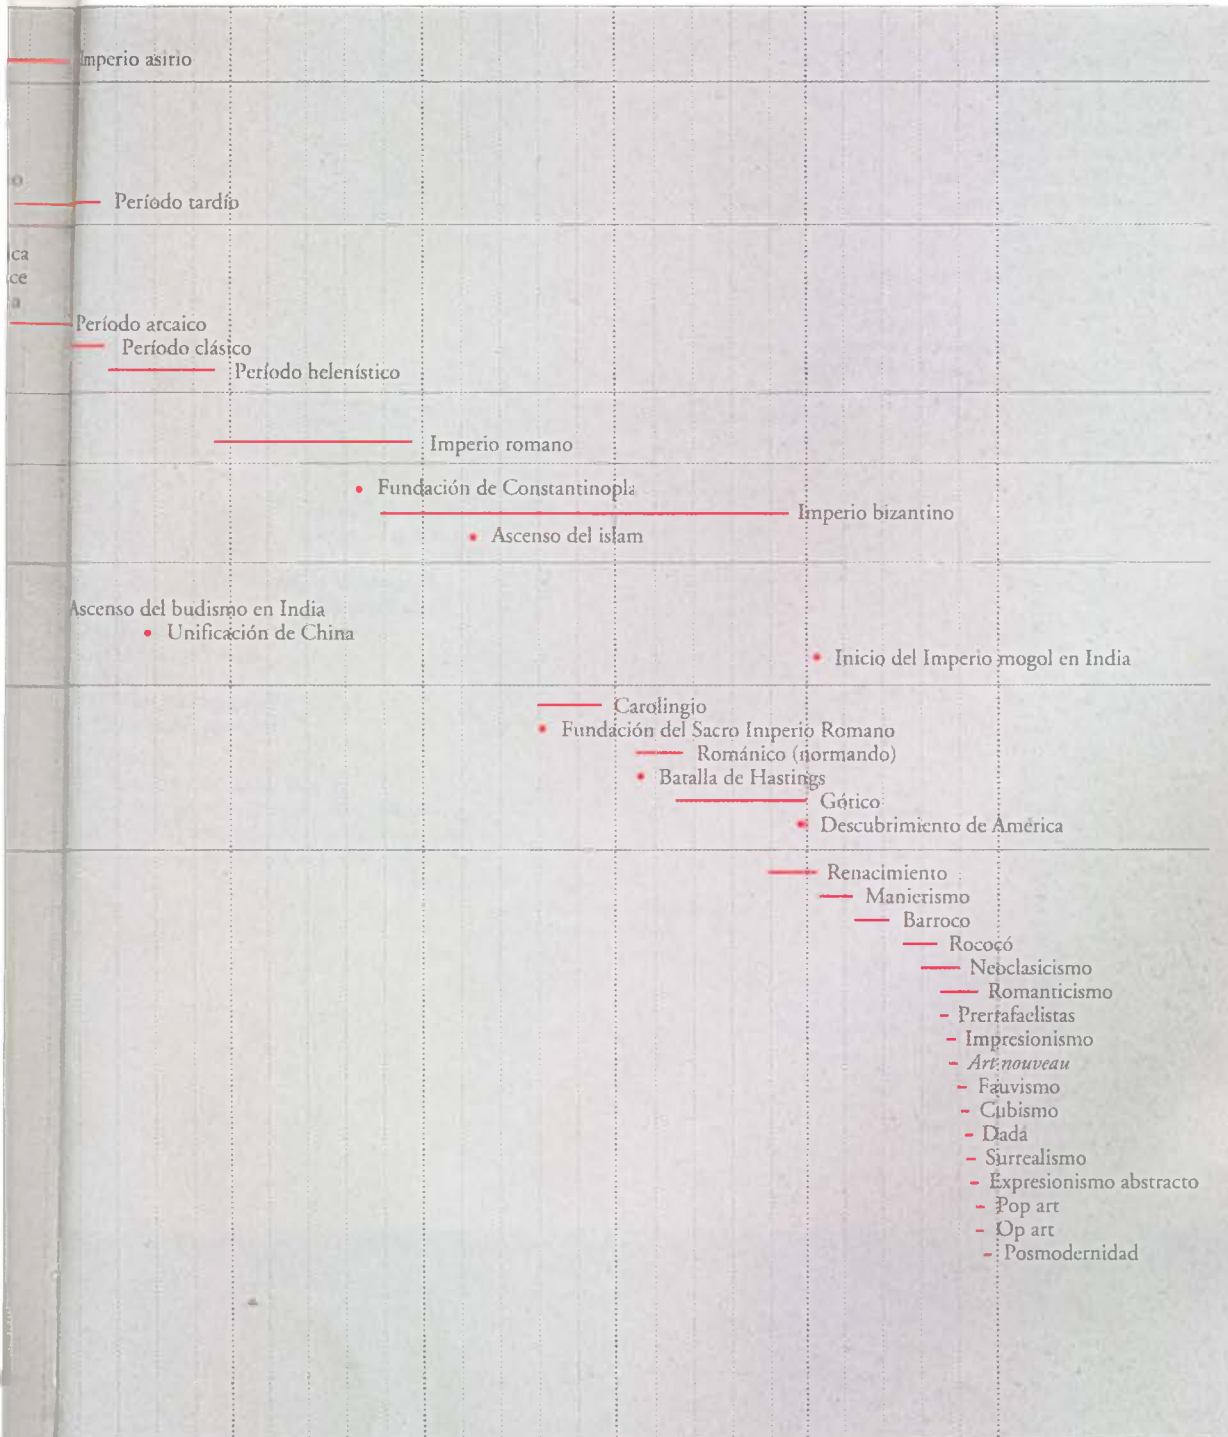 Imperio asirio
o
Período tardío
ca
ce
a
Período arcaico
Período clásico
Período helenístico
Imperio romano
Fundación de Constantinopla
Imperio bizantino
Ascenso del islam
Ascenso del budismo en India
Unificación de China
Inicio del Imperio mogol en India
Carolingio
Fundación del Sacro Imperio Romano
Románico (normando)
Batalla de Hastings
Gótico
Descubrimiento de América
Renacimiento
Manierismo
Barroco
Rococó
Neoclasicismo
Romanticismo
Prerrafaelistas
Impresionismo
Art nouveau
Fauvismo
Cubismo
Dadá
Surrealismo
Expresionismo abstracto
Pop art
Op art
Posmodernidad